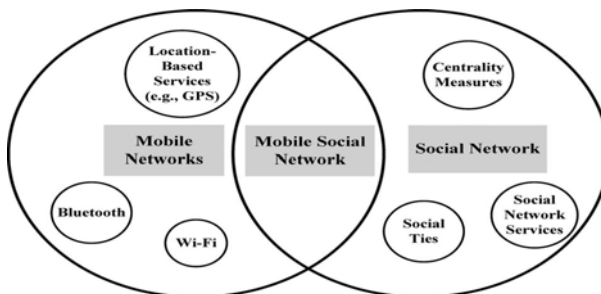 Location-
Based
Services
(e.g., GPS)
Centrality
Measures
Mobile
Networks
Mobile Social
Network
Social Network
Bluetooth
Wi-Fi
Social
Ties
Social
Network
Services